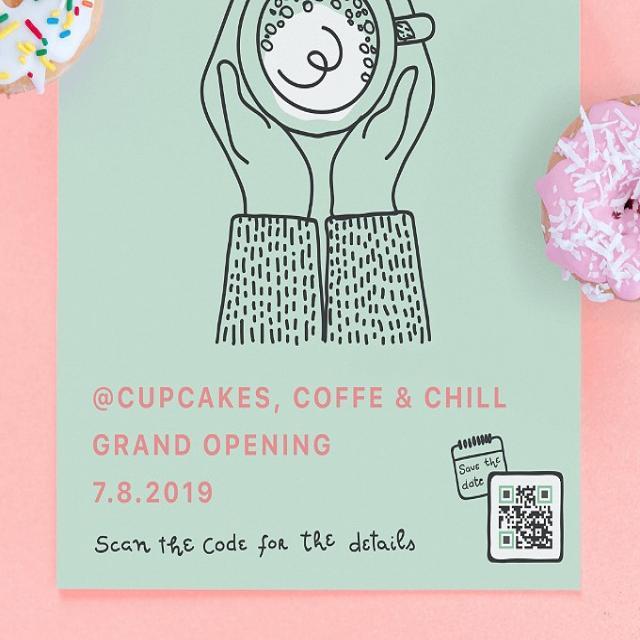 @CUPCAKES, COFFE & CHILL
GRAND OPENING
7.8.2019
Save the
date
Scan the Code for the details